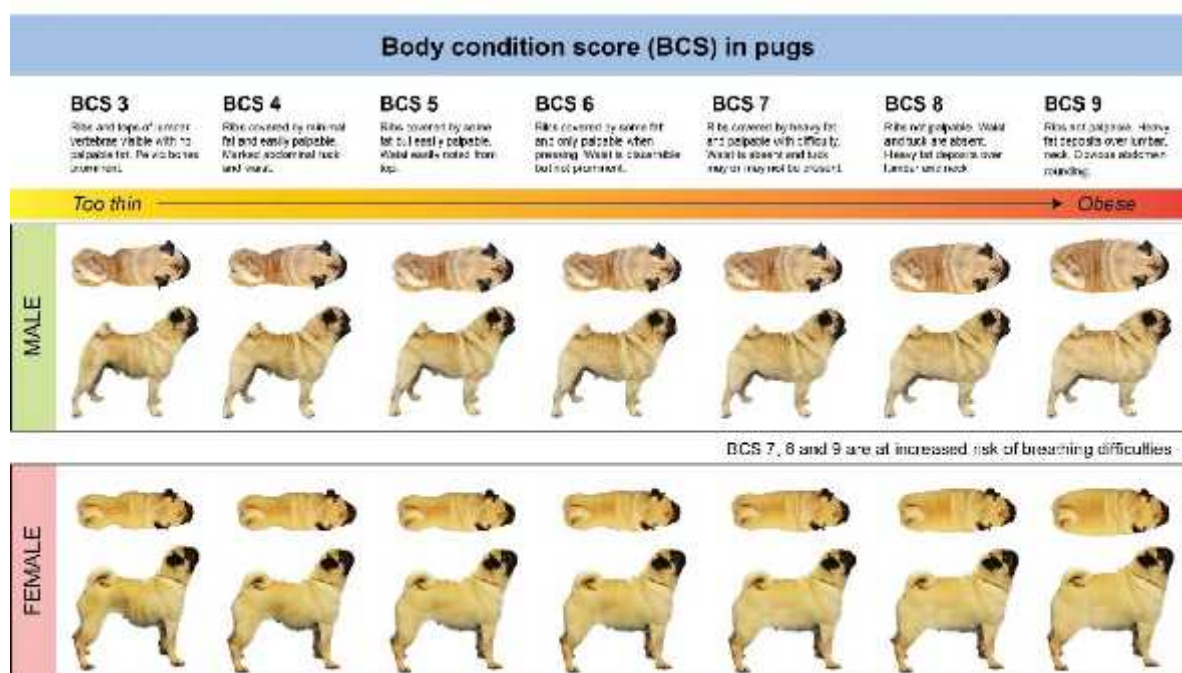 Body condition score (BCS) in pugs
BCS 3
Ribs and tops of lumbar
vertebrae visible with no
palpable fat. Pelvic bones
prominent.
BCS 4
Ribs covered by minimal
fat and easily palpable.
Marked abdominal tuck
and waist.
BCS 5
Ribs covered by some
fat but easily palpable.
Waist easily noted from
top.
BCS 6
Ribs covered by some fat
and only palpable when
pressing. Waist is discernible
but not prominent.
BCS 7
Ribs covered by heavy fat
and palpable with difficulty.
Waist is absent and tuck
may or may not be present.
BCS 8
Ribs not palpable. Waist
and tuck are absent.
Heavy fat deposits over
lumbar and neck
BCS 9
Ribs not palpable. Heavy
fat deposits over lumbar,
neck. Obvious abdomen
rounding.
Too thin
Obese
MALE
BCS 7, 8 and 9 are at increased risk of breathing difficulties
FEMALE